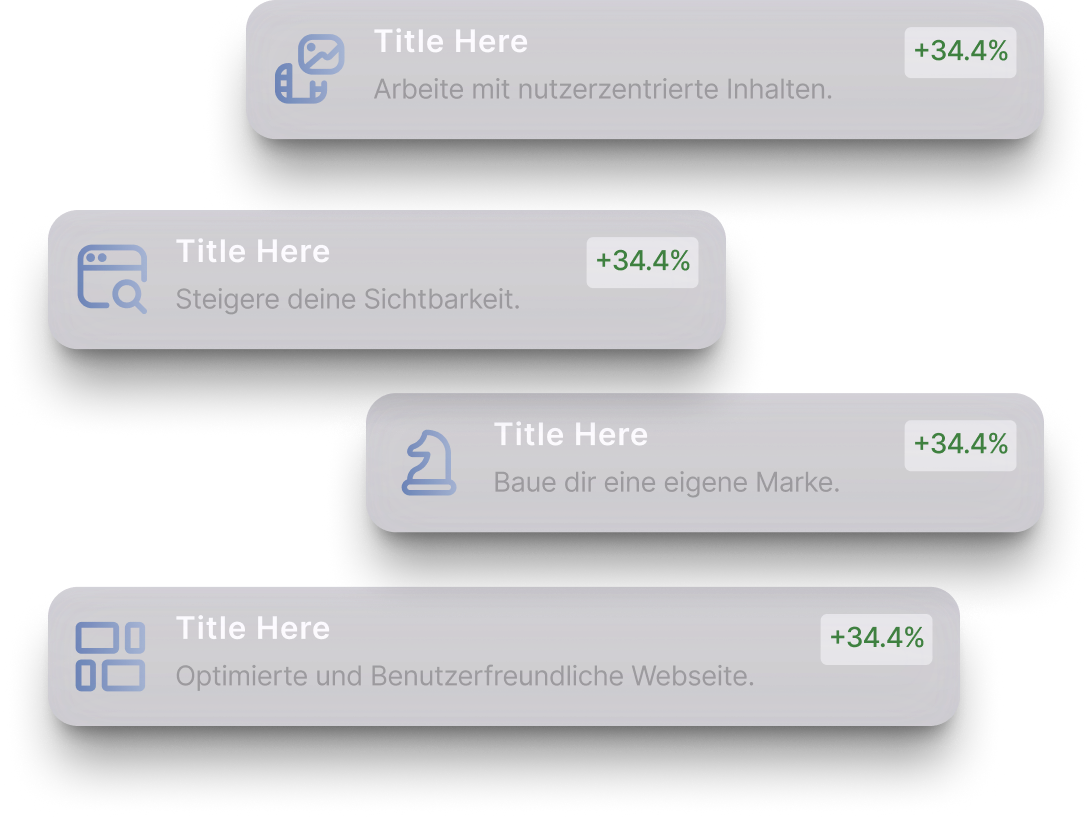 Title Here
+34.4%
Arbeite mit nutzerzentrierte Inhalten.
Title Here
+34.4%
Steigere deine Sichtbarkeit.
Title Here
+34.4%
Baue dir eine eigene Marke.
Title Here
+34.4%
Optimierte und Benutzerfreundliche Webseite.